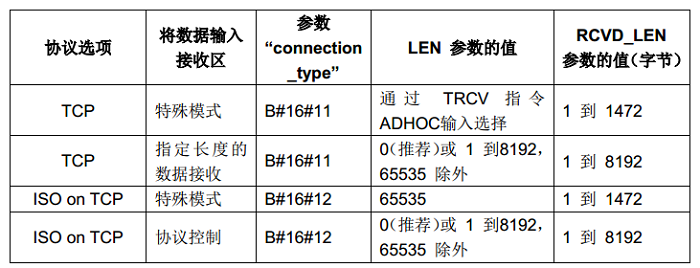 协议选项 将数据输入接收区 参数“connection_type” LEN 参数的值 RCVD_LEN 参数的值（字节）
TCP 特殊模式 B#16#11 通过 TRCV 指令 ADHOC输入选择 1 到 1472
TCP 指定长度的数据接收 B#16#11 0(推荐)或 1 到8192，65535 除外 1 到 8192
ISO on TCP 特殊模式 B#16#12 65535 1 到 1472
ISO on TCP 协议控制 B#16#12 0(推荐)或 1 到8192，65535 除外 1 到 8192